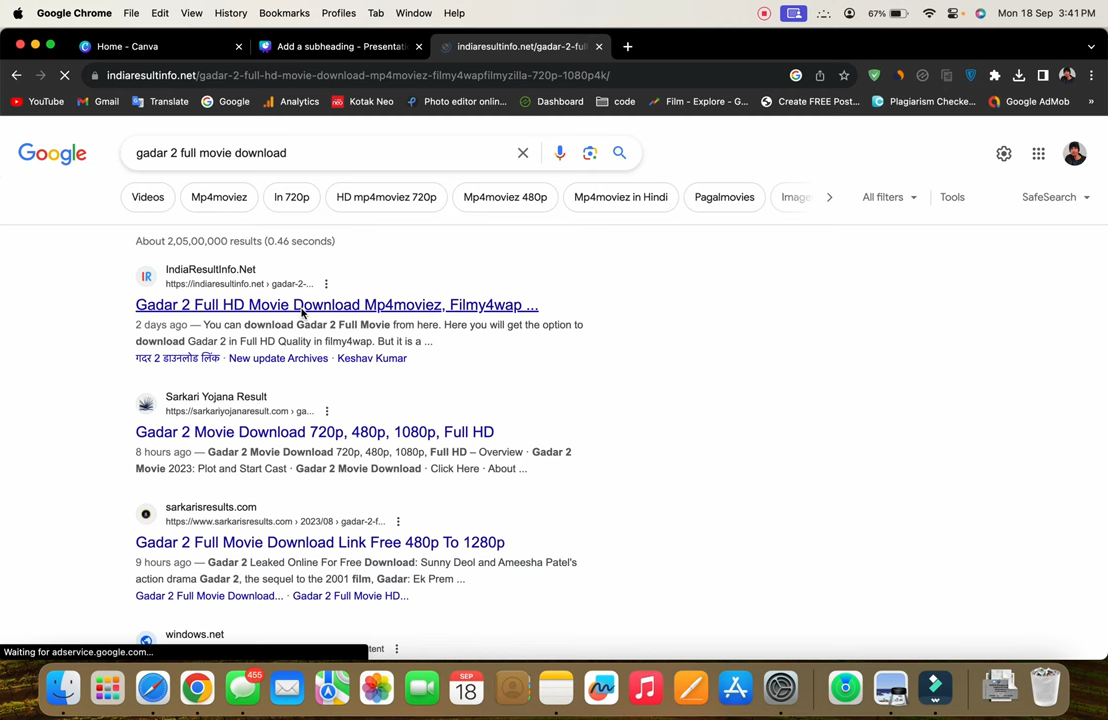 Google Chrome File Edit View History Bookmarks Profiles Tab Window Help 67% Mon 18 Sep 3:41PM
Home - Canva Add a subheading - Presentati indiaresultinfo.net/gadar-2-ful
indiaresultinfo.net/gadar-2-full-hd-movie-download-mp4moviez-filmy4wapfilmyzilla-720p-1080p4k/
YouTube Gmail Translate Google Analytics Kotak Neo Photo editor onlin... Dashboard code Film - Explore - G... Create FREE Post... Plagiarism Checke... Google AdMob »
Google gadar 2 full movie download
Videos Mp4moviez In 720p HD mp4moviez 720p Mp4moviez 480p Mp4moviez in Hindi Pagalmovies Image All filters Tools SafeSearch
About 2,05,00,000 results (0.46 seconds)
IR IndiaResultInfo.Net
https://indiaresultinfo.net › gadar-2-...
Gadar 2 Full HD Movie Download Mp4moviez, Filmy4wap ...
2 days ago — You can download Gadar 2 Full Movie from here. Here you will get the option to
download Gadar 2 in Full HD Quality in filmy4wap. But it is a ...
गदर 2 डाउनलोड लिंक · New update Archives · Keshav Kumar
Sarkari Yojana Result
https://sarkariyojanaresult.com › ga...
Gadar 2 Movie Download 720p, 480p, 1080p, Full HD
8 hours ago — Gadar 2 Movie Download 720p, 480p, 1080p, Full HD – Overview · Gadar 2
Movie 2023: Plot and Start Cast · Gadar 2 Movie Download · Click Here · About ...
sarkarisresults.com
https://www.sarkarisresults.com › 2023/08 › gadar-2-f...
Gadar 2 Full Movie Download Link Free 480p To 1280p
9 hours ago — Gadar 2 Leaked Online For Free Download: Sunny Deol and Ameesha Patel's
action drama Gadar 2, the sequel to the 2001 film, Gadar: Ek Prem ...
Gadar 2 Full Movie Download... · Gadar 2 Full Movie HD...
windows.net
Waiting for adservice.google.com... tent
455 SEP 18